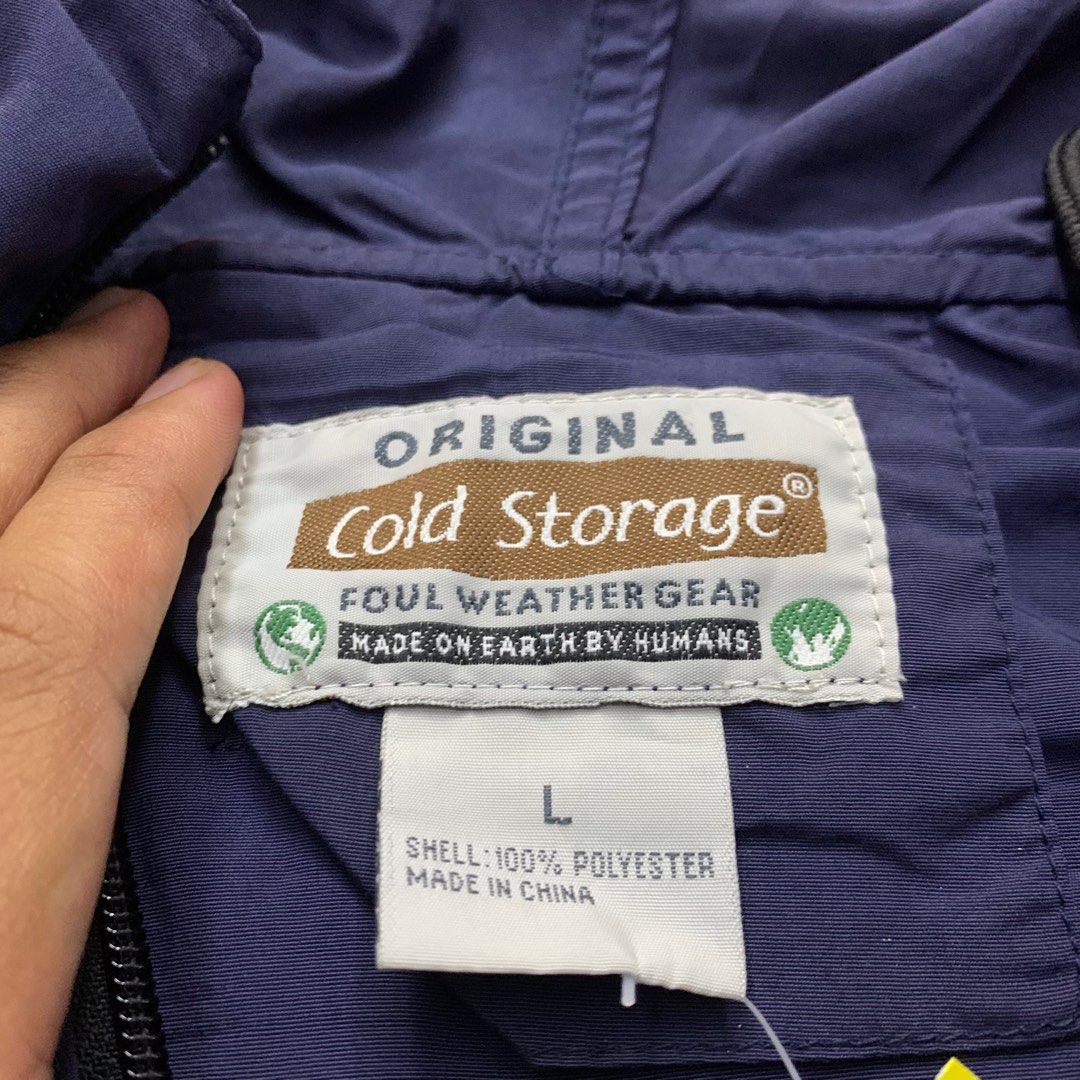 ORIGINAL
Cold Storage®
FOUL WEATHER GEAR
MADE ON EARTH BY HUMANS
L
SHELL: 100% POLYESTER
MADE IN CHINA